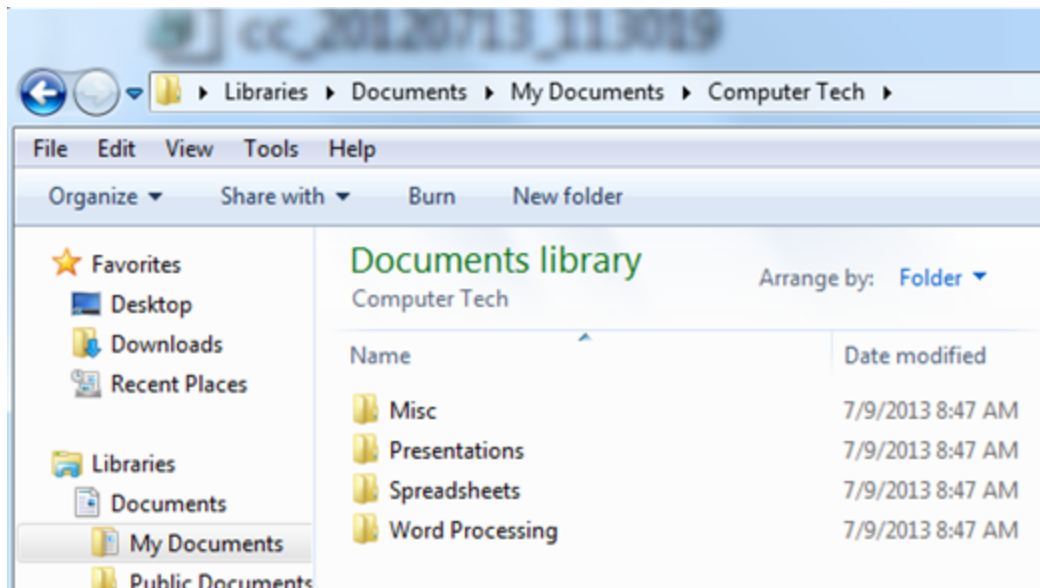 cc_20120713_113019
Libraries Documents My Documents Computer Tech
File Edit View Tools Help
Organize Share with Burn New folder
Favorites
Desktop
Downloads
Recent Places
Libraries
Documents
My Documents
Public Documents
Documents library
Computer Tech
Arrange by: Folder
Name Date modified
Misc 7/9/2013 8:47 AM
Presentations 7/9/2013 8:47 AM
Spreadsheets 7/9/2013 8:47 AM
Word Processing 7/9/2013 8:47 AM